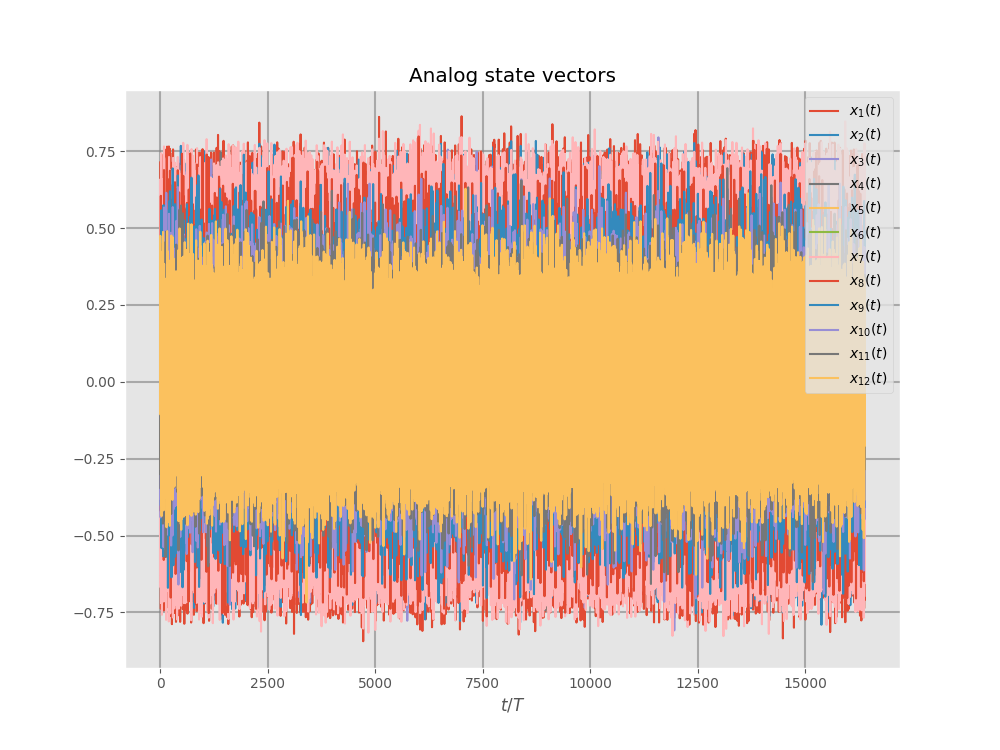 Analog state vectors
0.75
0.50
0.25
0.00
−0.25
−0.50
−0.75
0 2500 5000 7500 10000 12500 15000
t/T
x₁(t)
x₂(t)
x₃(t)
x₄(t)
x₅(t)
x₆(t)
x₇(t)
x₈(t)
x₉(t)
x₁₀(t)
x₁₁(t)
x₁₂(t)